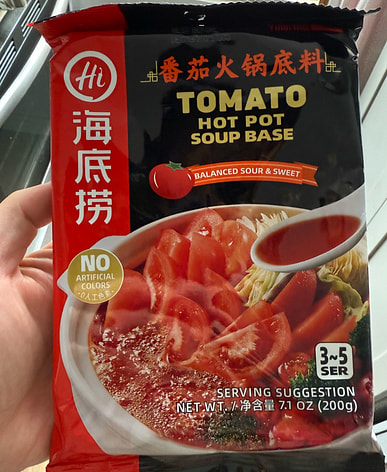 Hi
海底捞
番茄火锅底料
TOMATO
HOT POT
SOUP BASE
BALANCED SOUR & SWEET
NO
ARTIFICIAL
COLORS
3~5
SER
SERVING SUGGESTION
NET WT. / 净含量 7.1 OZ (200g)